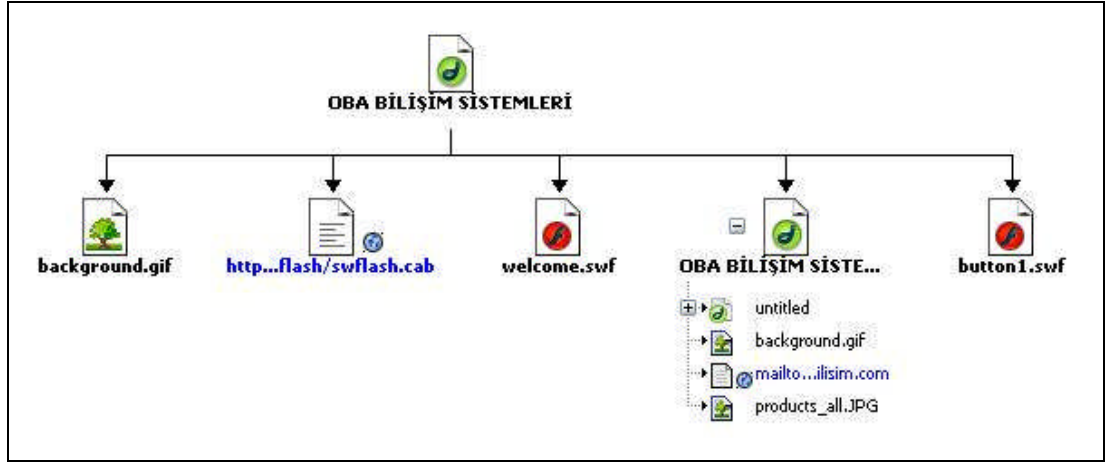 OBA BİLİŞİM SİSTEMLERİ
background.gif
http...flash/swflash.cab
welcome.swf
OBA BİLİŞİM SİSTE...
button1.swf
untitled
background.gif
mailto...ilisim.com
products_all.JPG